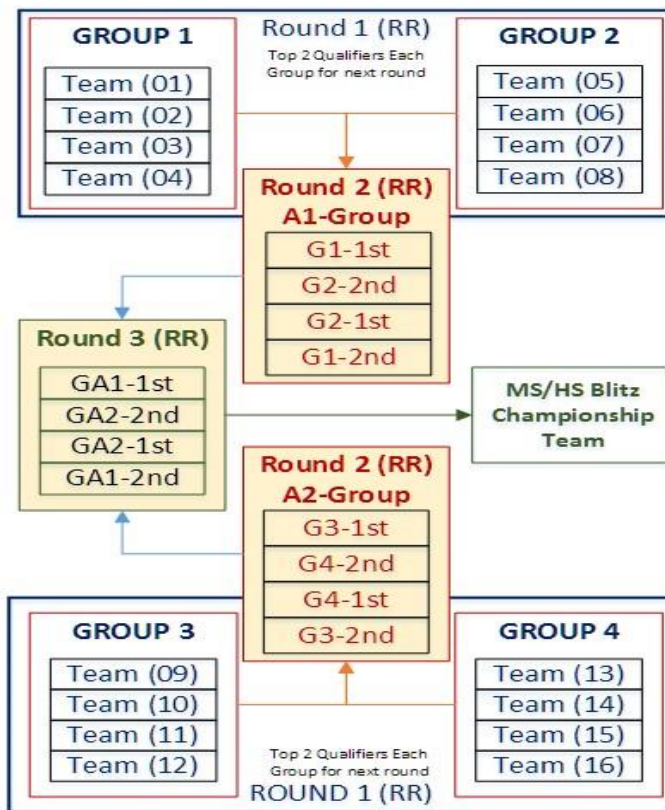 GROUP 1
Team (01)
Team (02)
Team (03)
Team (04)
Round 1 (RR)
Top 2 Qualifiers Each
Group for next round
GROUP 2
Team (05)
Team (06)
Team (07)
Team (08)
Round 2 (RR)
A1-Group
G1-1st
G2-2nd
G2-1st
G1-2nd
Round 3 (RR)
GA1-1st
GA2-2nd
GA2-1st
GA1-2nd
MS/HS Blitz
Championship
Team
Round 2 (RR)
A2-Group
G3-1st
G4-2nd
G4-1st
G3-2nd
GROUP 3
Team (09)
Team (10)
Team (11)
Team (12)
Top 2 Qualifiers Each
Group for next round
ROUND 1 (RR)
GROUP 4
Team (13)
Team (14)
Team (15)
Team (16)